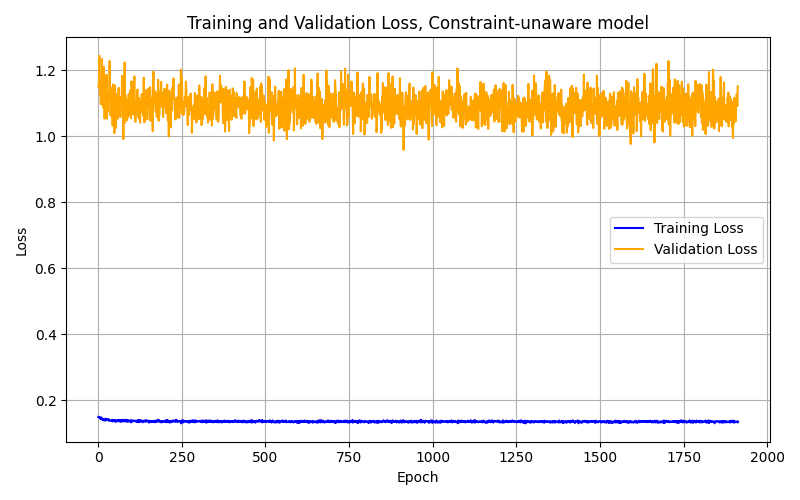 Training and Validation Loss, Constraint-unaware model
1.2
1.0
0.8
0.6
0.4
0.2
Loss
Training Loss
Validation Loss
0 250 500 750 1000 1250 1500 1750 2000
Epoch